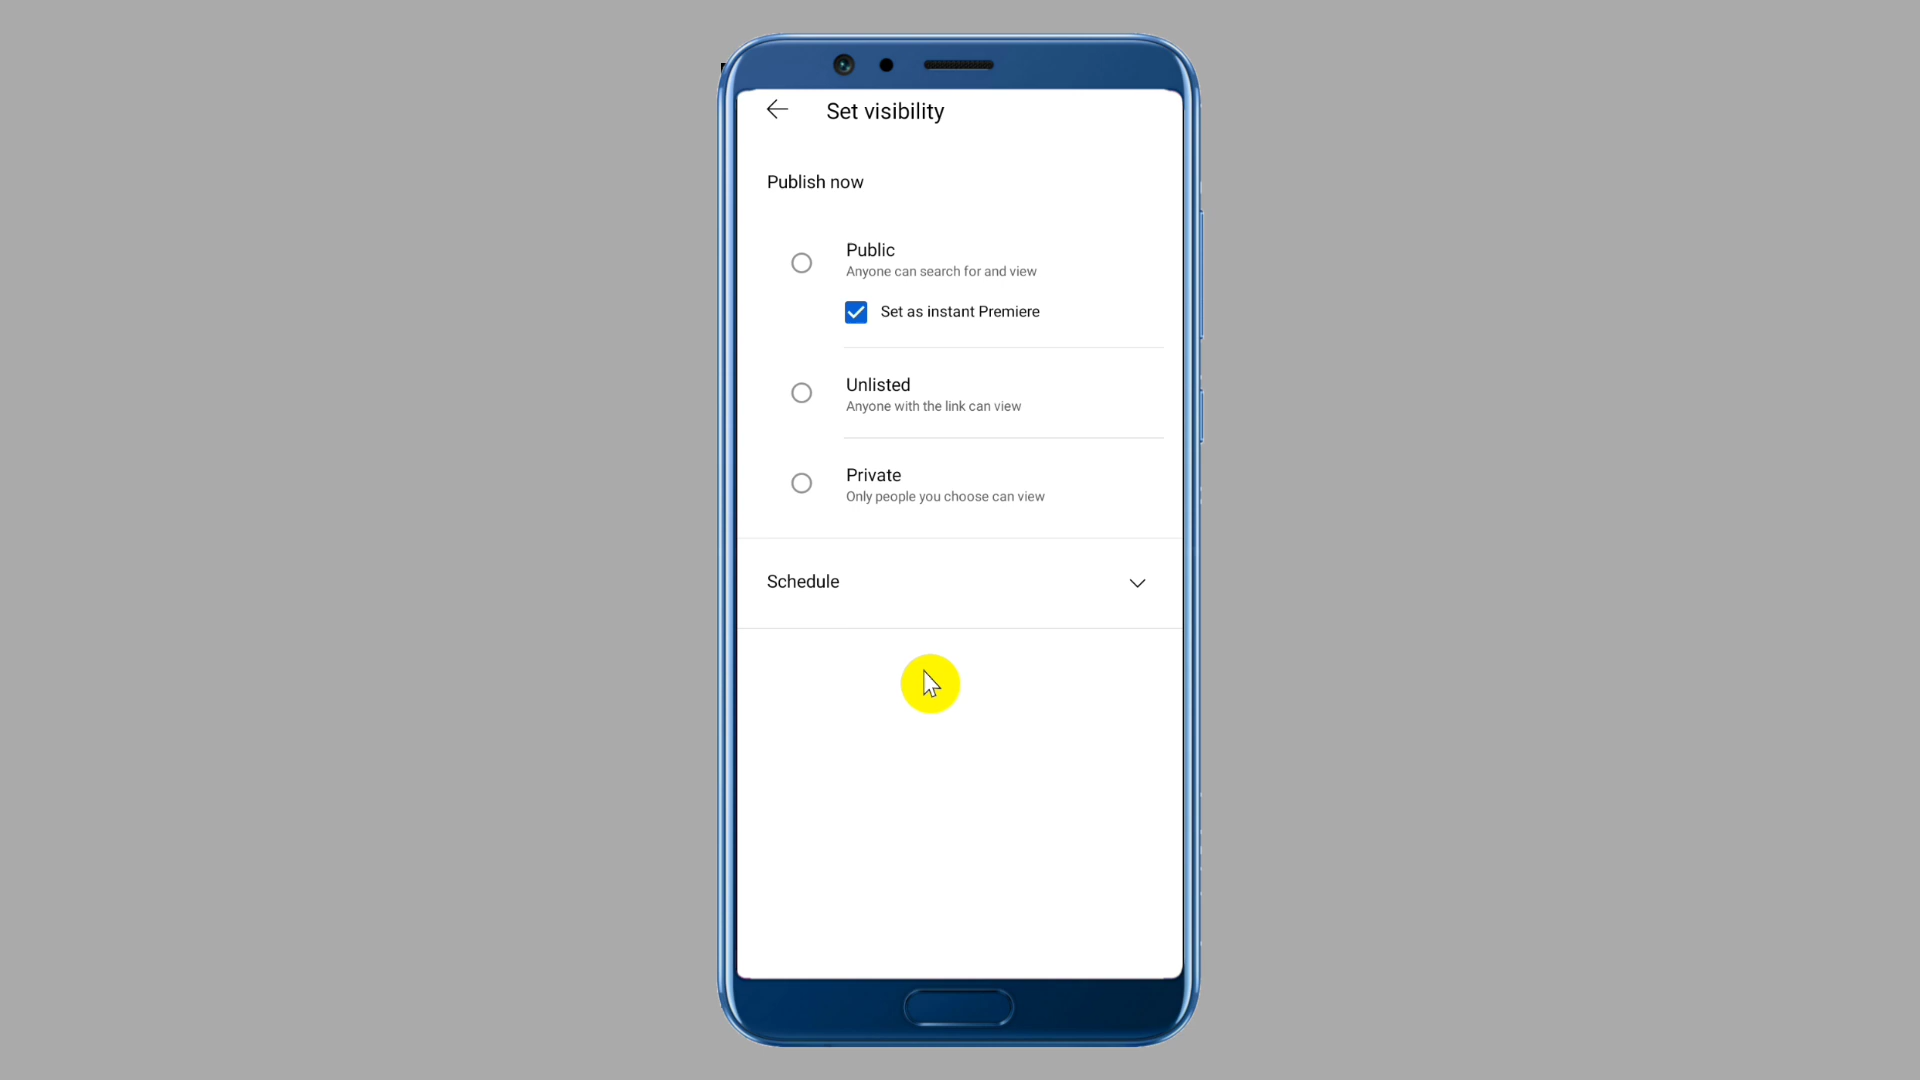 Set visibility
Publish now
Public
Anyone can search for and view
Set as instant Premiere
Unlisted
Anyone with the link can view
Private
Only people you choose can view
Schedule